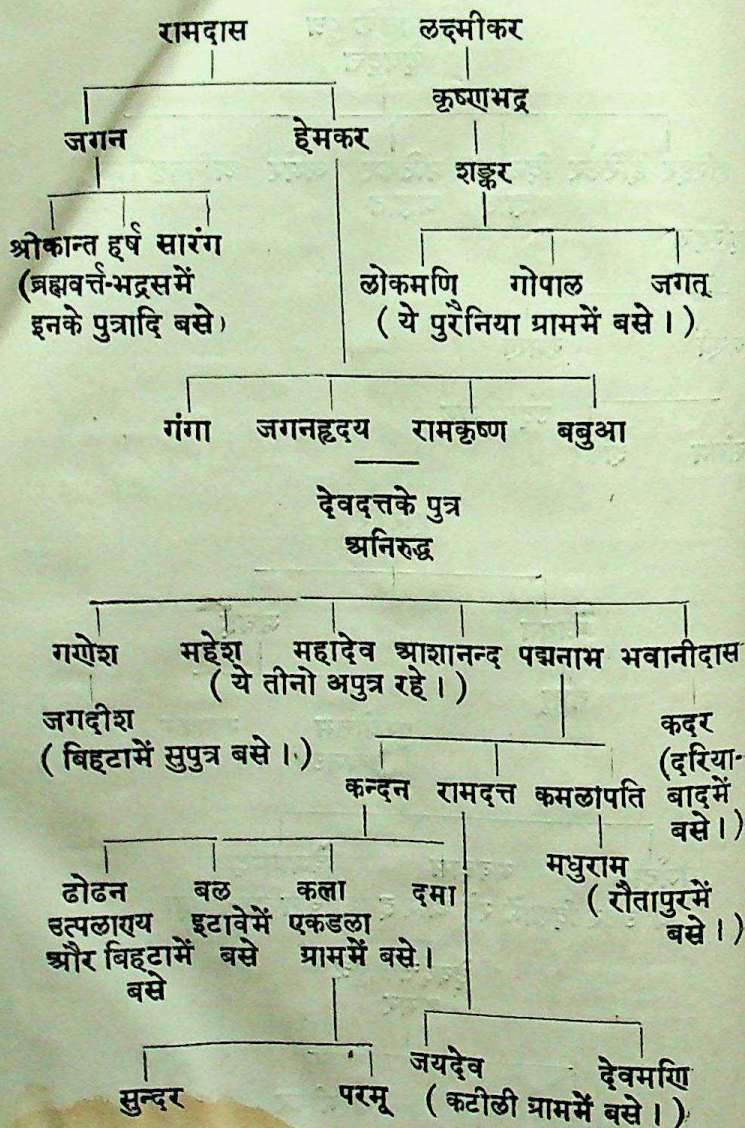 रामदास लक्ष्मीकर
कृष्णभद्र
जगन हेमकर
शङ्कर
श्रीकान्त हर्ष सारंग
(ब्रह्मवर्त्त-भद्रसमें लोकमणि गोपाल जगत्
इनके पुत्रादि बसे) ( ये पुरैनिया ग्राममें बसे । )
गंगा जगनहृदय रामकृष्ण बबुआ
देवदत्तके पुत्र
अनिरुद्ध
गणेश महेश महादेव आशानन्द पद्मनाभ भवानीदास
( ये तीनो अपुत्र रहे । )
जगदीश कदर
( बिहटामें सुपुत्र बसे । ) (दरिया-
कन्दन रामदत्त कमलापति बादमें
बसे । )
मधुराम
ढोढन बल कला दमा ( रौतापुरमें
उत्पलारण्य इटावेमें एकडला बसे । )
और बिहटामें बसे ग्राममें बसे ।
बसे
जयदेव देवमणि
सुन्दर परमू ( कटीली ग्राममें बसे । )